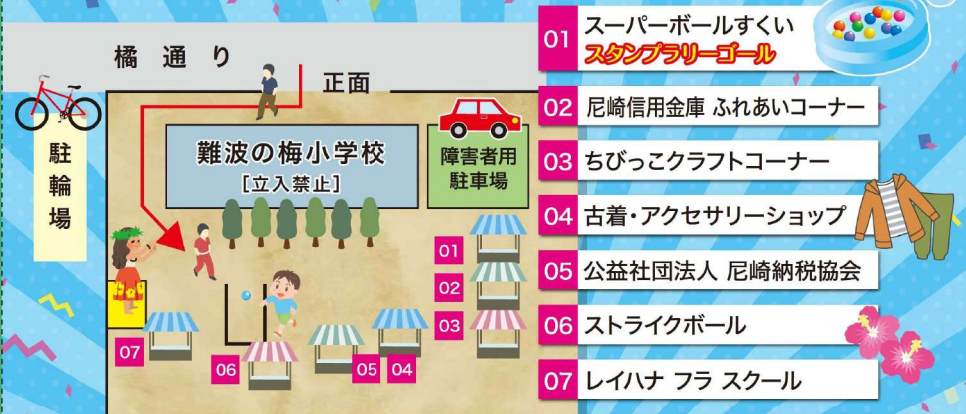 橘通り
正面
駐輪場
難波の梅小学校
[立入禁止]
障害者用
駐車場
01
02
03
07
06
05
04
01 スーパーボールすくい
スタンプラリーゴール
02 尼崎信用金庫 ふれあいコーナー
03 ちびっこクラフトコーナー
04 古着・アクセサリーショップ
05 公益社団法人 尼崎納税協会
06 ストライクボール
07 レイハナ フラ スクール